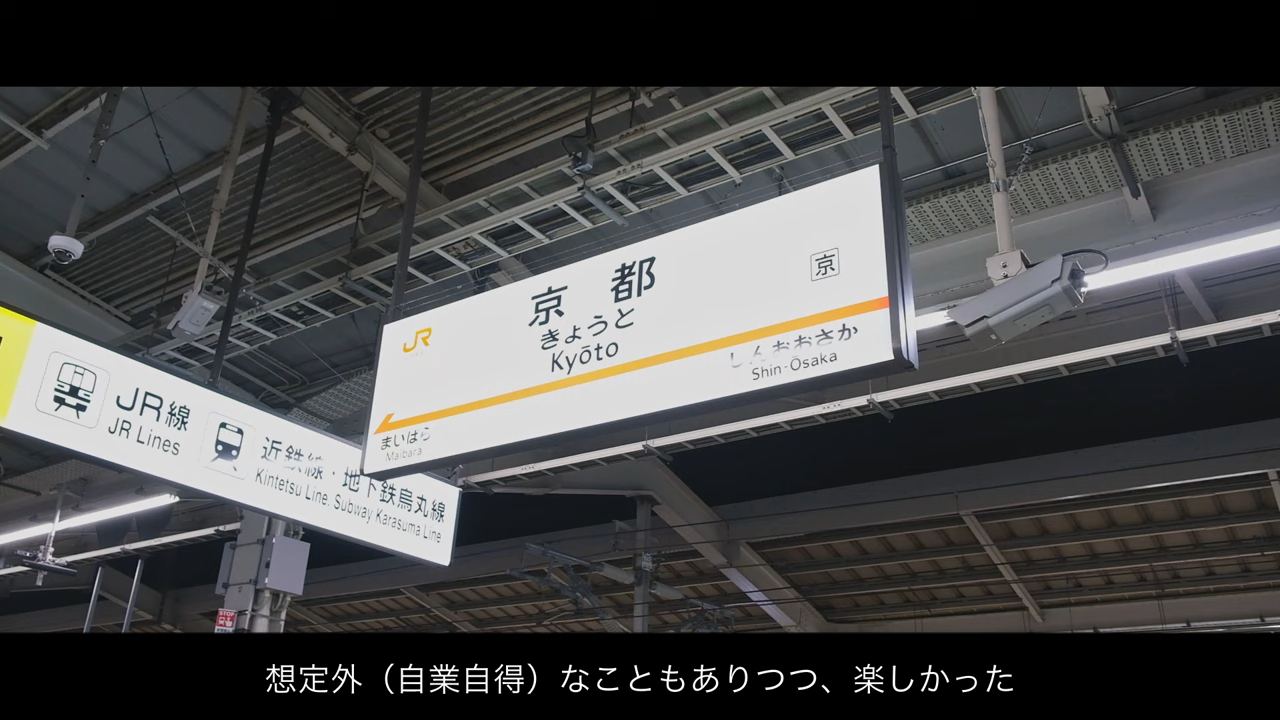 京都
京
JR
きょうと
Kyōto
しんおおさか
Shin-Osaka
まいはら
Maibara
JR線
JR Lines
近鉄線・地下鉄烏丸線
Kintetsu Line, Subway Karasuma Line
STOP
想定外（自業自得）なこともありつつ、楽しかった